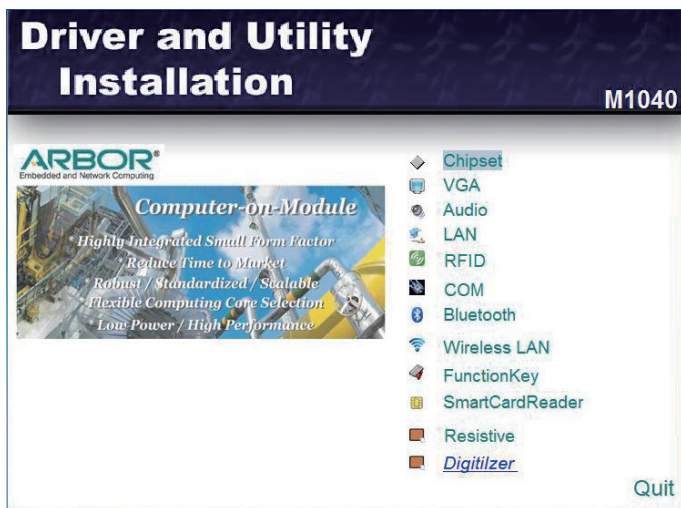 Driver and Utility
Installation
M1040
ARBOR®
Embedded and Network Computing
Computer-on-Module
* Highly Integrated Small Form Factor
* Reduce Time to Market
* Robust / Standardized / Scalable
* Flexible Computing Core Selection
* Low Power / High Performance
Chipset
VGA
Audio
LAN
RFID
COM
Bluetooth
Wireless LAN
FunctionKey
SmartCardReader
Resistive
Digitilzer
Quit